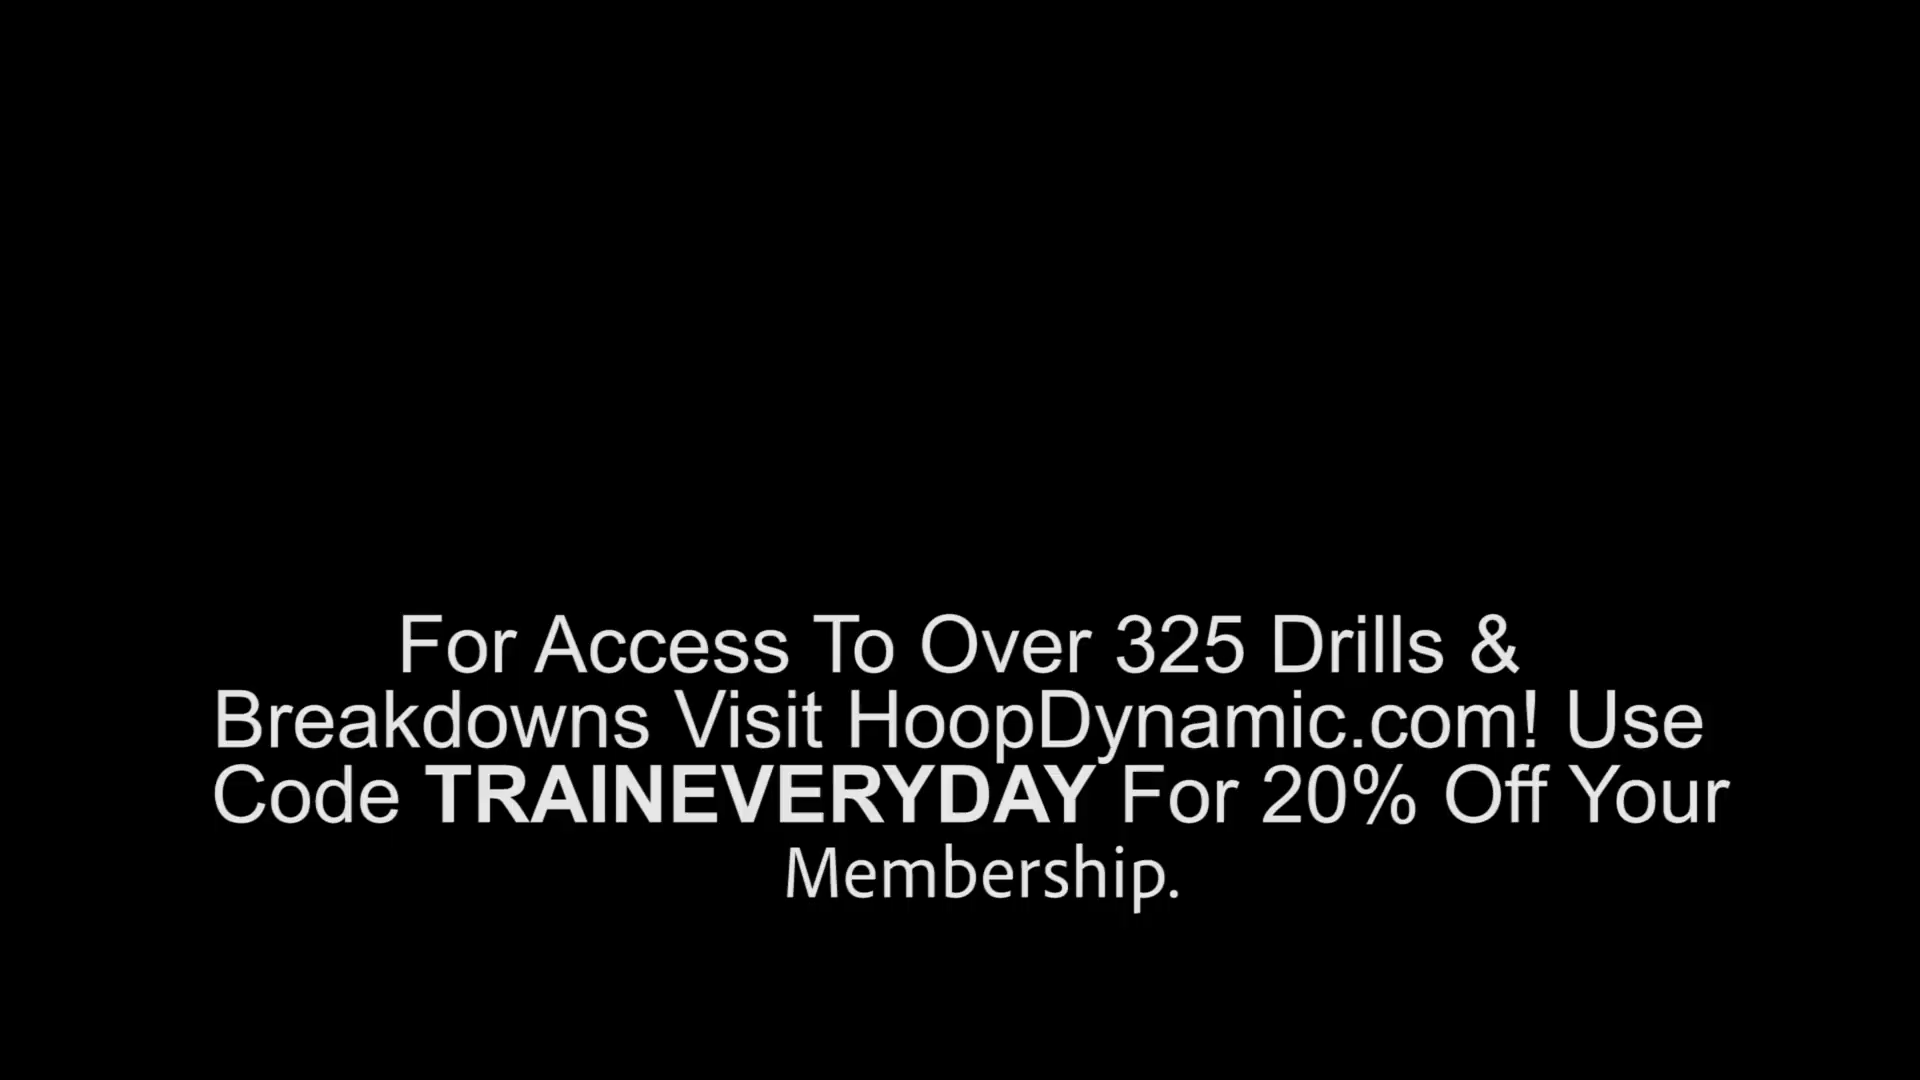 For Access To Over 325 Drills &
Breakdowns Visit HoopDynamic.com! Use
Code TRAINEVERYDAY For 20% Off Your
Membership.